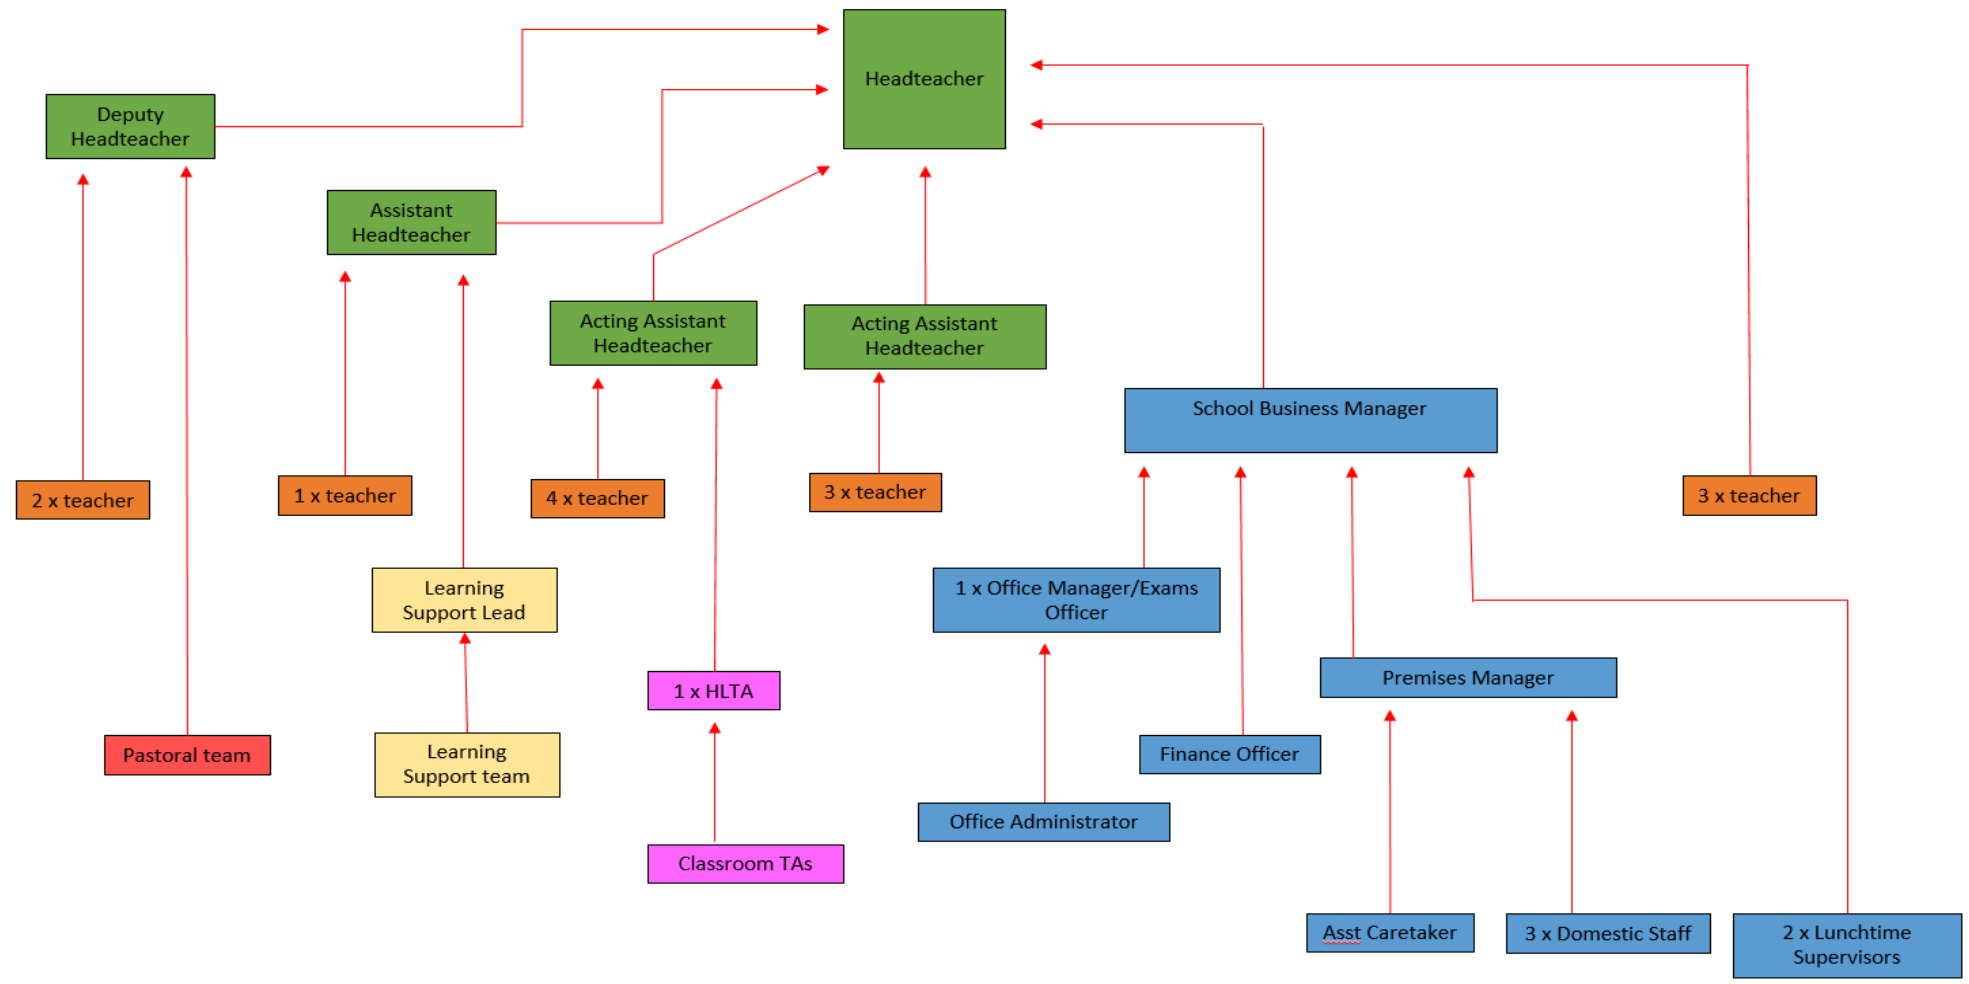 Headteacher
Deputy
Headteacher
Assistant
Headteacher
Acting Assistant
Headteacher
Acting Assistant
Headteacher
School Business Manager
2 x teacher
1 x teacher
4 x teacher
3 x teacher
3 x teacher
Learning
Support Lead
1 x Office Manager/Exams
Officer
1 x HLTA
Premises Manager
Pastoral team
Learning
Support team
Finance Officer
Office Administrator
Classroom TAs
Asst Caretaker
3 x Domestic Staff
2 x Lunchtime
Supervisors